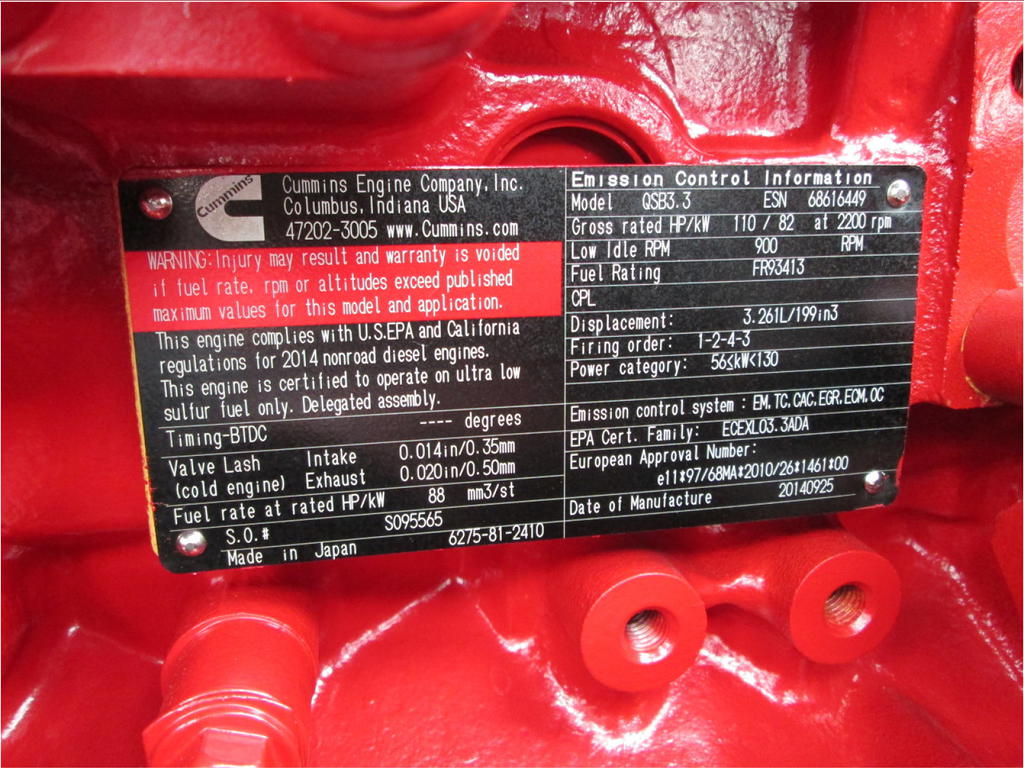 Cummins
Cummins Engine Company, Inc.
Columbus, Indiana USA
47202-3005 www.Cummins.com
WARNING: Injury may result and warranty is voided
if fuel rate, rpm or altitudes exceed published
maximum values for this model and application.
This engine complies with U.S.EPA and California
regulations for 2014 nonroad diesel engines.
This engine is certified to operate on ultra low
sulfur fuel only. Delegated assembly.
Timing-BTDC ---- degrees
Valve Lash Intake 0.014in/0.35mm
(cold engine) Exhaust 0.020in/0.50mm
Fuel rate at rated HP/kW 88 mm3/st
S.O.# S095565
Made in Japan 6275-81-2410
Emission Control Information
Model QSB3.3 ESN 68616449
Gross rated HP/kW 110 / 82 at 2200 rpm
Low Idle RPM 900 RPM
Fuel Rating FR93413
CPL
Displacement: 3.261L/199in3
Firing order: 1-2-4-3
Power category: 56≤kW<130
Emission control system : EM, TC, CAC, EGR, ECM, OC
EPA Cert. Family: ECEXL03.3ADA
European Approval Number:
e11*97/68MA*2010/26*1461*00
Date of Manufacture 20140925